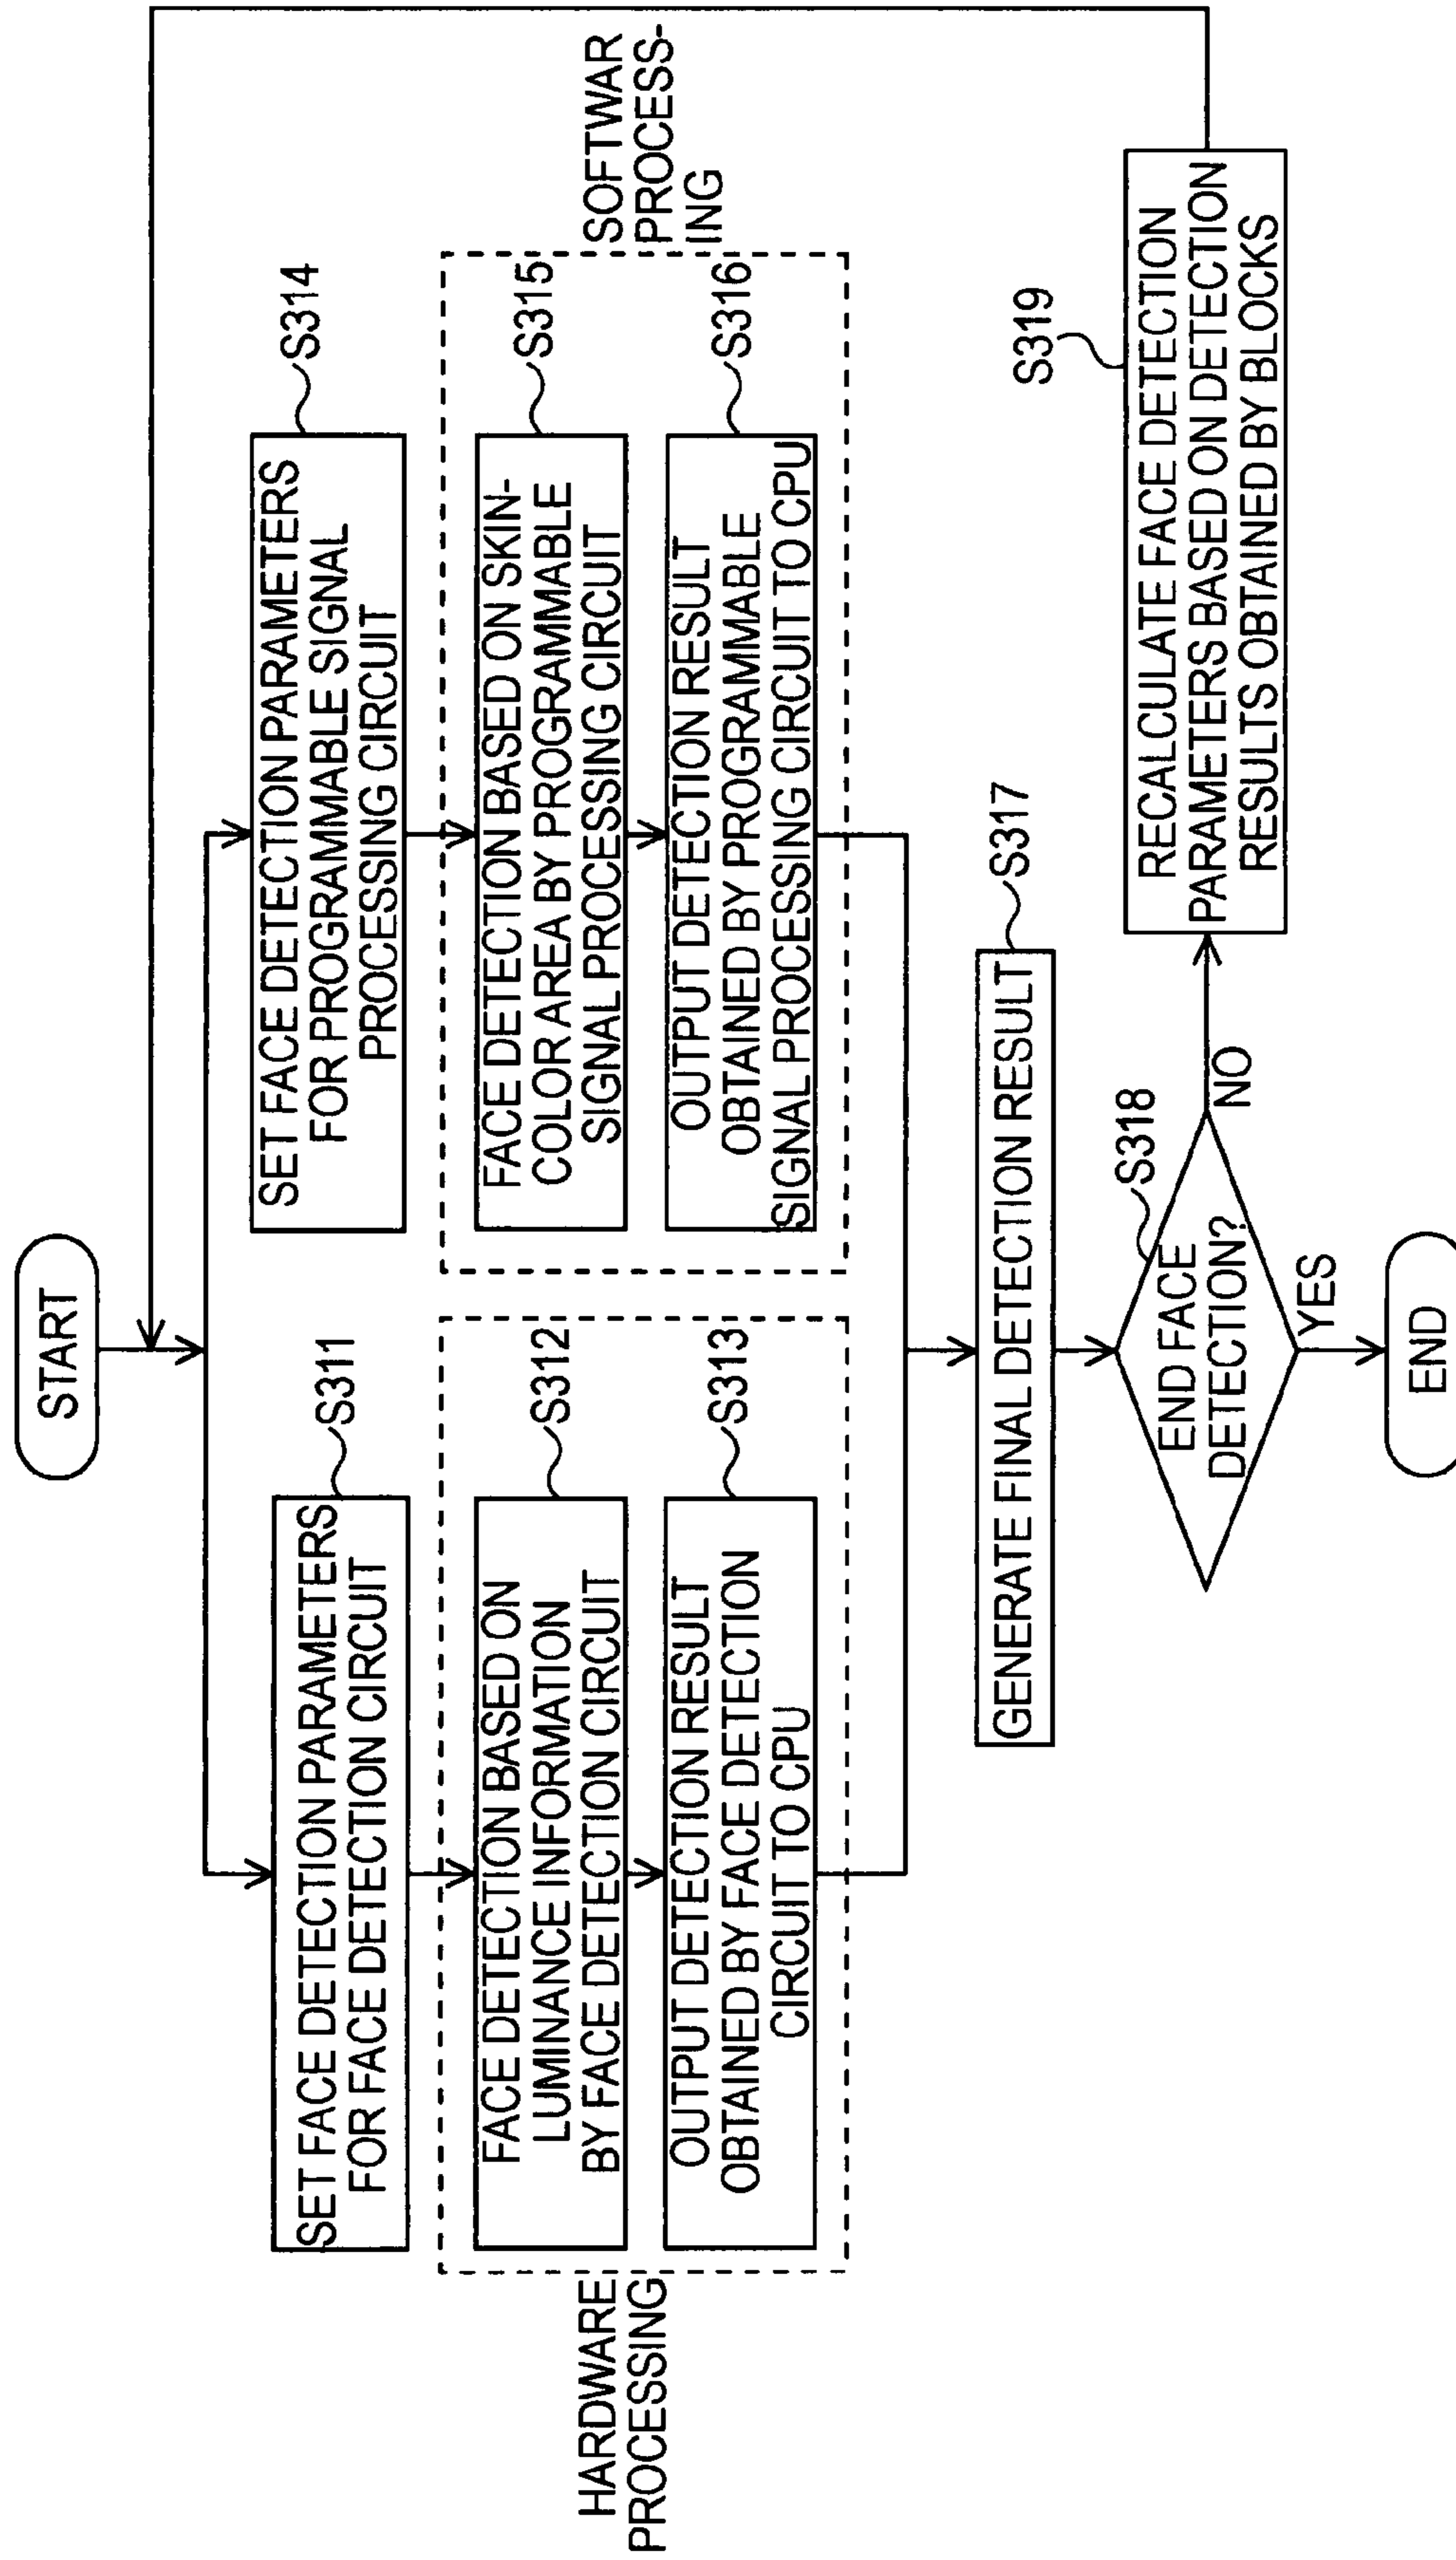 START
SET FACE DETECTION PARAMETERS
FOR FACE DETECTION CIRCUIT
S311
HARDWARE
PROCESSING
FACE DETECTION BASED ON
LUMINANCE INFORMATION
BY FACE DETECTION CIRCUIT
S312
OUTPUT DETECTION RESULT
OBTAINED BY FACE DETECTION
CIRCUIT TO CPU
S313
SET FACE DETECTION PARAMETERS
FOR PROGRAMMABLE SIGNAL
PROCESSING CIRCUIT
S314
SOFTWAR
PROCESS-
ING
FACE DETECTION BASED ON SKIN-
COLOR AREA BY PROGRAMMABLE
SIGNAL PROCESSING CIRCUIT
S315
OUTPUT DETECTION RESULT
OBTAINED BY PROGRAMMABLE
SIGNAL PROCESSING CIRCUIT TO CPU
S316
GENERATE FINAL DETECTION RESULT
S317
END FACE
DETECTION?
S318
NO
YES
RECALCULATE FACE DETECTION
PARAMETERS BASED ON DETECTION
RESULTS OBTAINED BY BLOCKS
S319
END